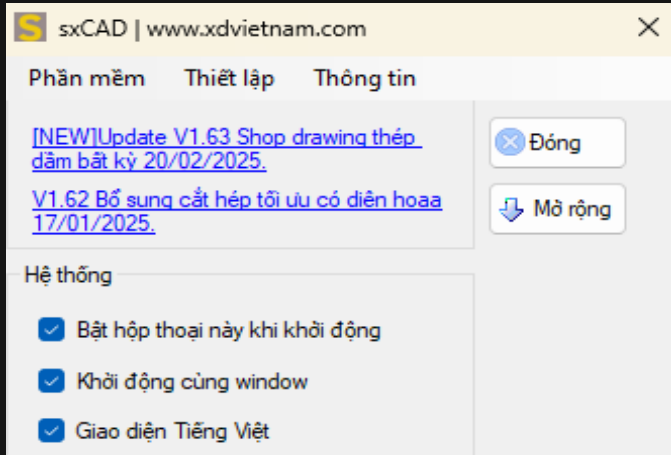 S sxCAD | www.xdvietnam.com
Phần mềm Thiết lập Thông tin
[NEW]Update V1.63 Shop drawing thép
dầm bất kỳ 20/02/2025.
V1.62 Bổ sung cắt hép tối ưu có diên hoaa
17/01/2025.
Đóng
Mở rộng
Hệ thống
Bật hộp thoại này khi khởi động
Khởi động cùng window
Giao diện Tiếng Việt